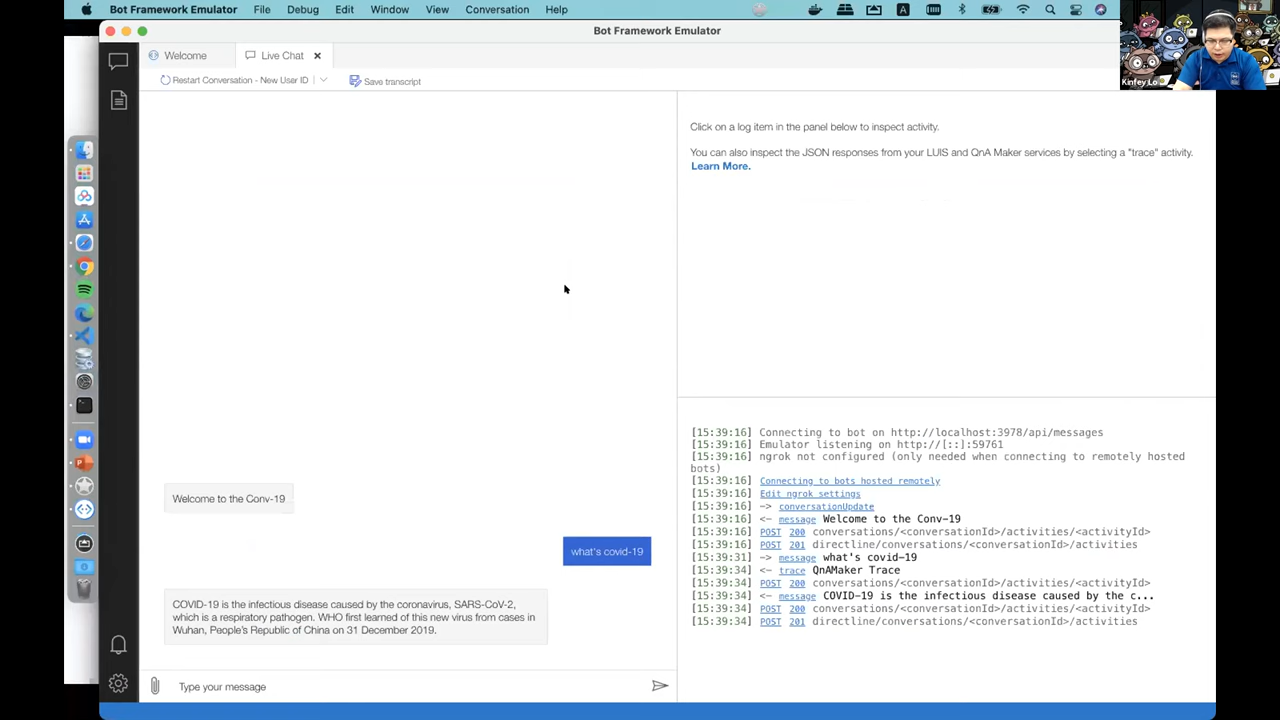 Bot Framework Emulator File Debug Edit Window View Conversation Help
Bot Framework Emulator
Welcome
Live Chat
Restart Conversation - New User ID
Save transcript
Kinfey Lo
Click on a log item in the panel below to inspect activity.
You can also inspect the JSON responses from your LUIS and QnA Maker services by selecting a "trace" activity.
Learn More.
Welcome to the Conv-19
what's covid-19
COVID-19 is the infectious disease caused by the coronavirus, SARS-CoV-2,
which is a respiratory pathogen. WHO first learned of this new virus from cases in
Wuhan, People's Republic of China on 31 December 2019.
Type your message
[15:39:16] Connecting to bot on http://localhost:3978/api/messages
[15:39:16] Emulator listening on http://[::]:59761
[15:39:16] ngrok not configured (only needed when connecting to remotely hosted
bots)
[15:39:16] Connecting to bots hosted remotely
[15:39:16] Edit ngrok settings
[15:39:16] -> conversationUpdate
[15:39:16] <- message Welcome to the Conv-19
[15:39:16] POST 200 conversations/<conversationId>/activities/<activityId>
[15:39:16] POST 201 directline/conversations/<conversationId>/activities
[15:39:31] -> message what's covid-19
[15:39:34] <- trace QnAMaker Trace
[15:39:34] POST 200 conversations/<conversationId>/activities/<activityId>
[15:39:34] <- message COVID-19 is the infectious disease caused by the c...
[15:39:34] POST 200 conversations/<conversationId>/activities/<activityId>
[15:39:34] POST 201 directline/conversations/<conversationId>/activities